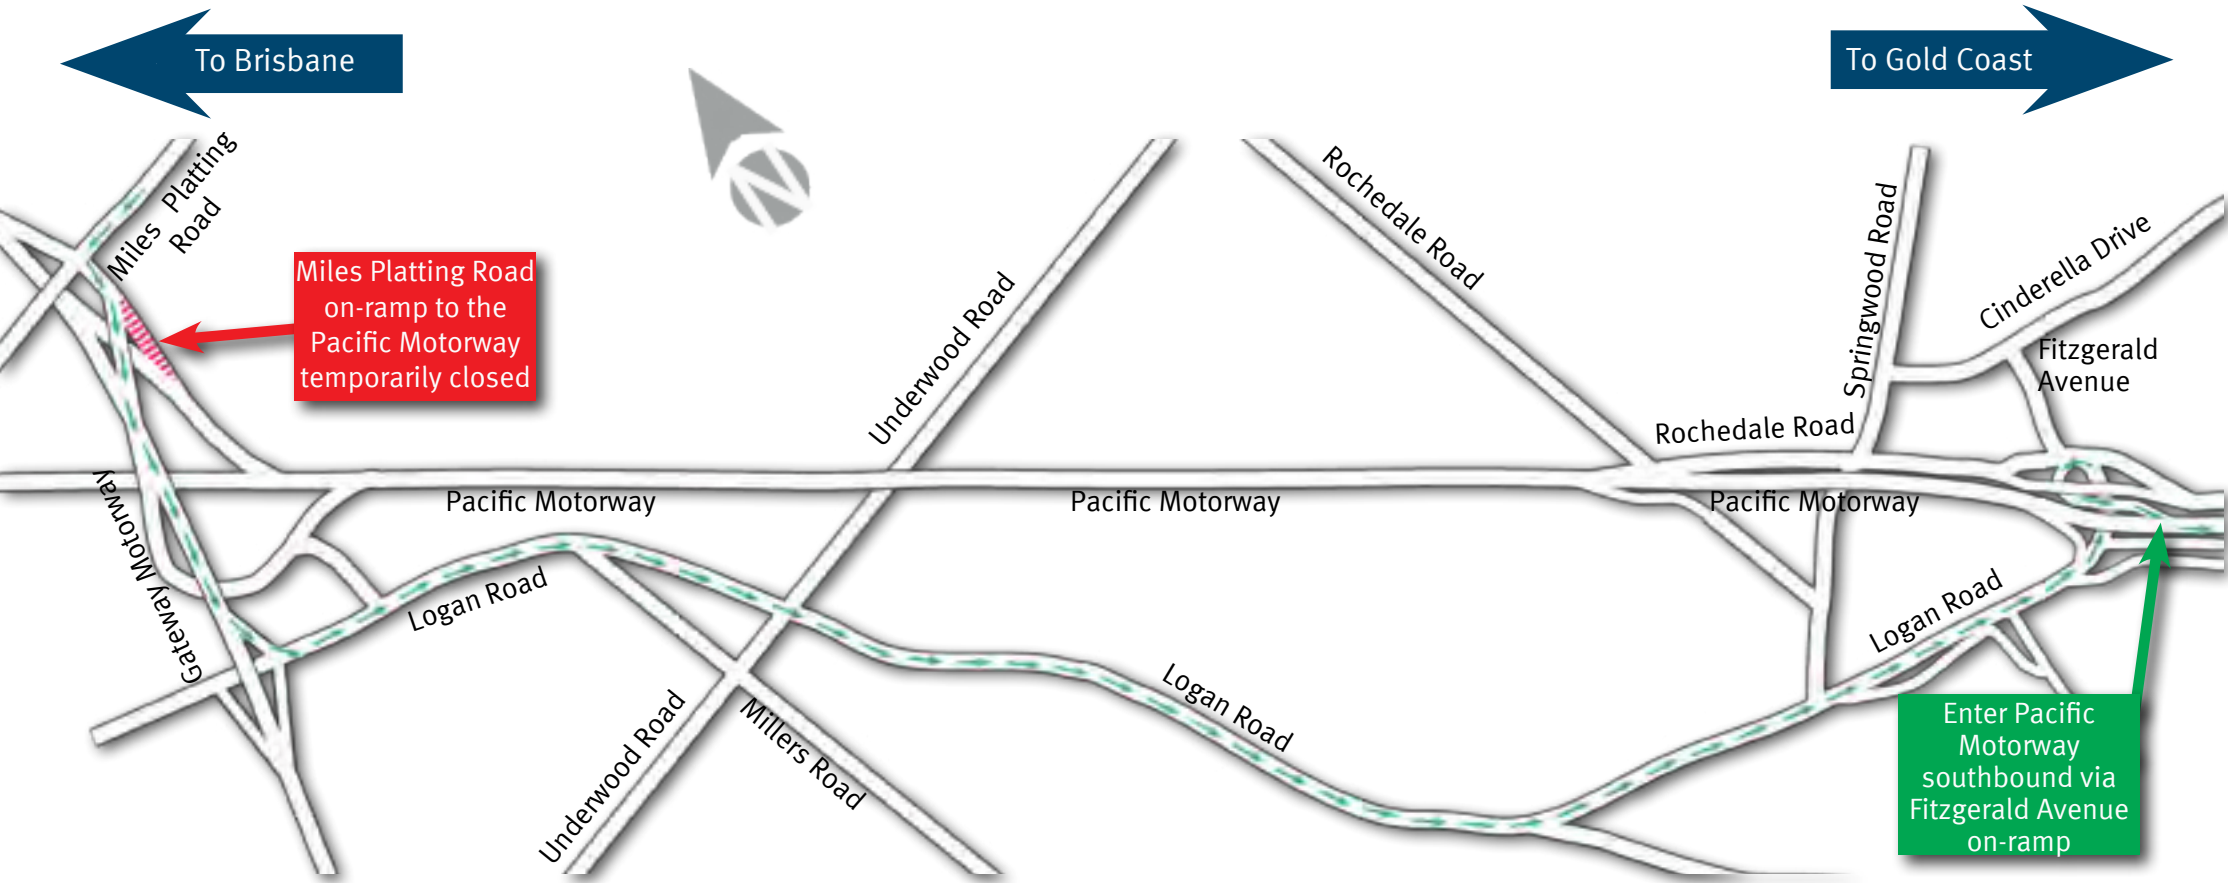 To Brisbane
To Gold Coast
N
Miles Platting
Road
Miles Platting Road
on-ramp to the
Pacific Motorway
temporarily closed
Underwood Road
Rochedale Road
Springwood Road
Cinderella Drive
Fitzgerald
Avenue
Rochedale Road
Gateway Motorway
Pacific Motorway
Pacific Motorway
Pacific Motorway
Logan Road
Logan Road
Logan Road
Underwood Road
Millers Road
Enter Pacific
Motorway
southbound via
Fitzgerald Avenue
on-ramp